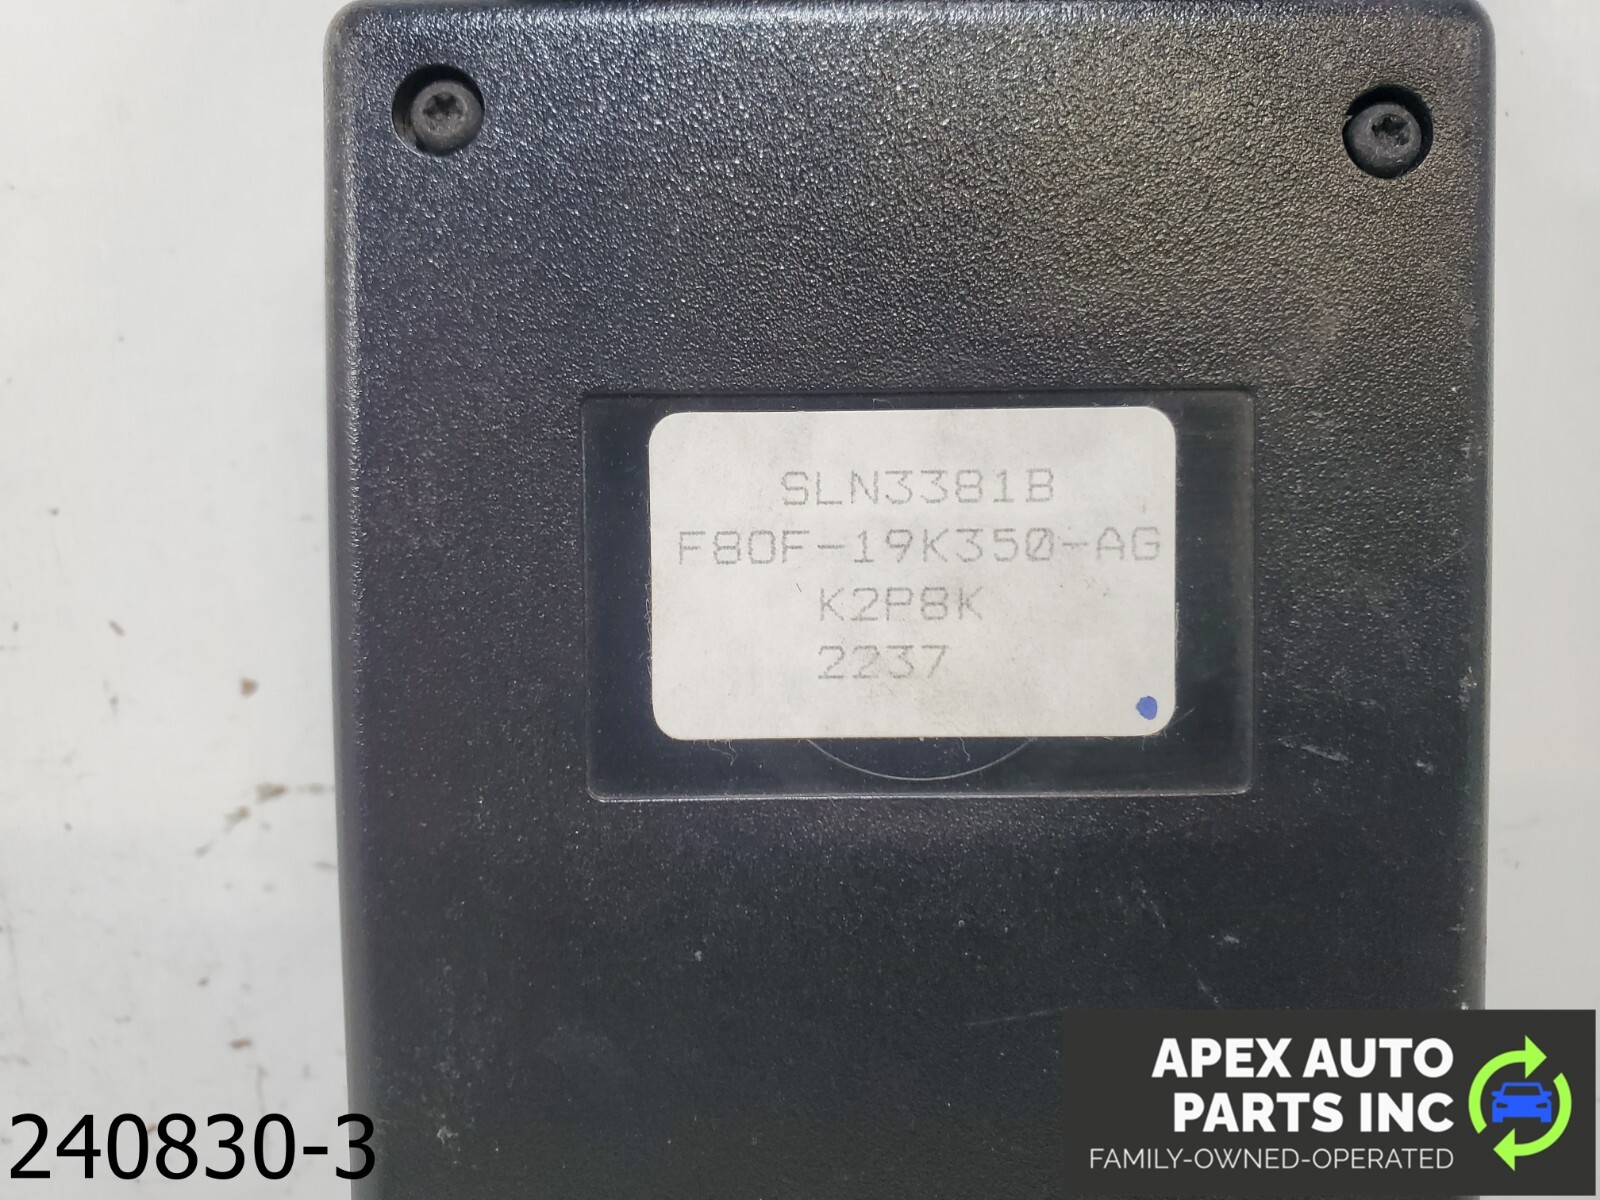 SLN3381B
F80F-19K350-AG
K2P8K
2237
240830-3
APEX AUTO
PARTS INC
FAMILY-OWNED-OPERATED